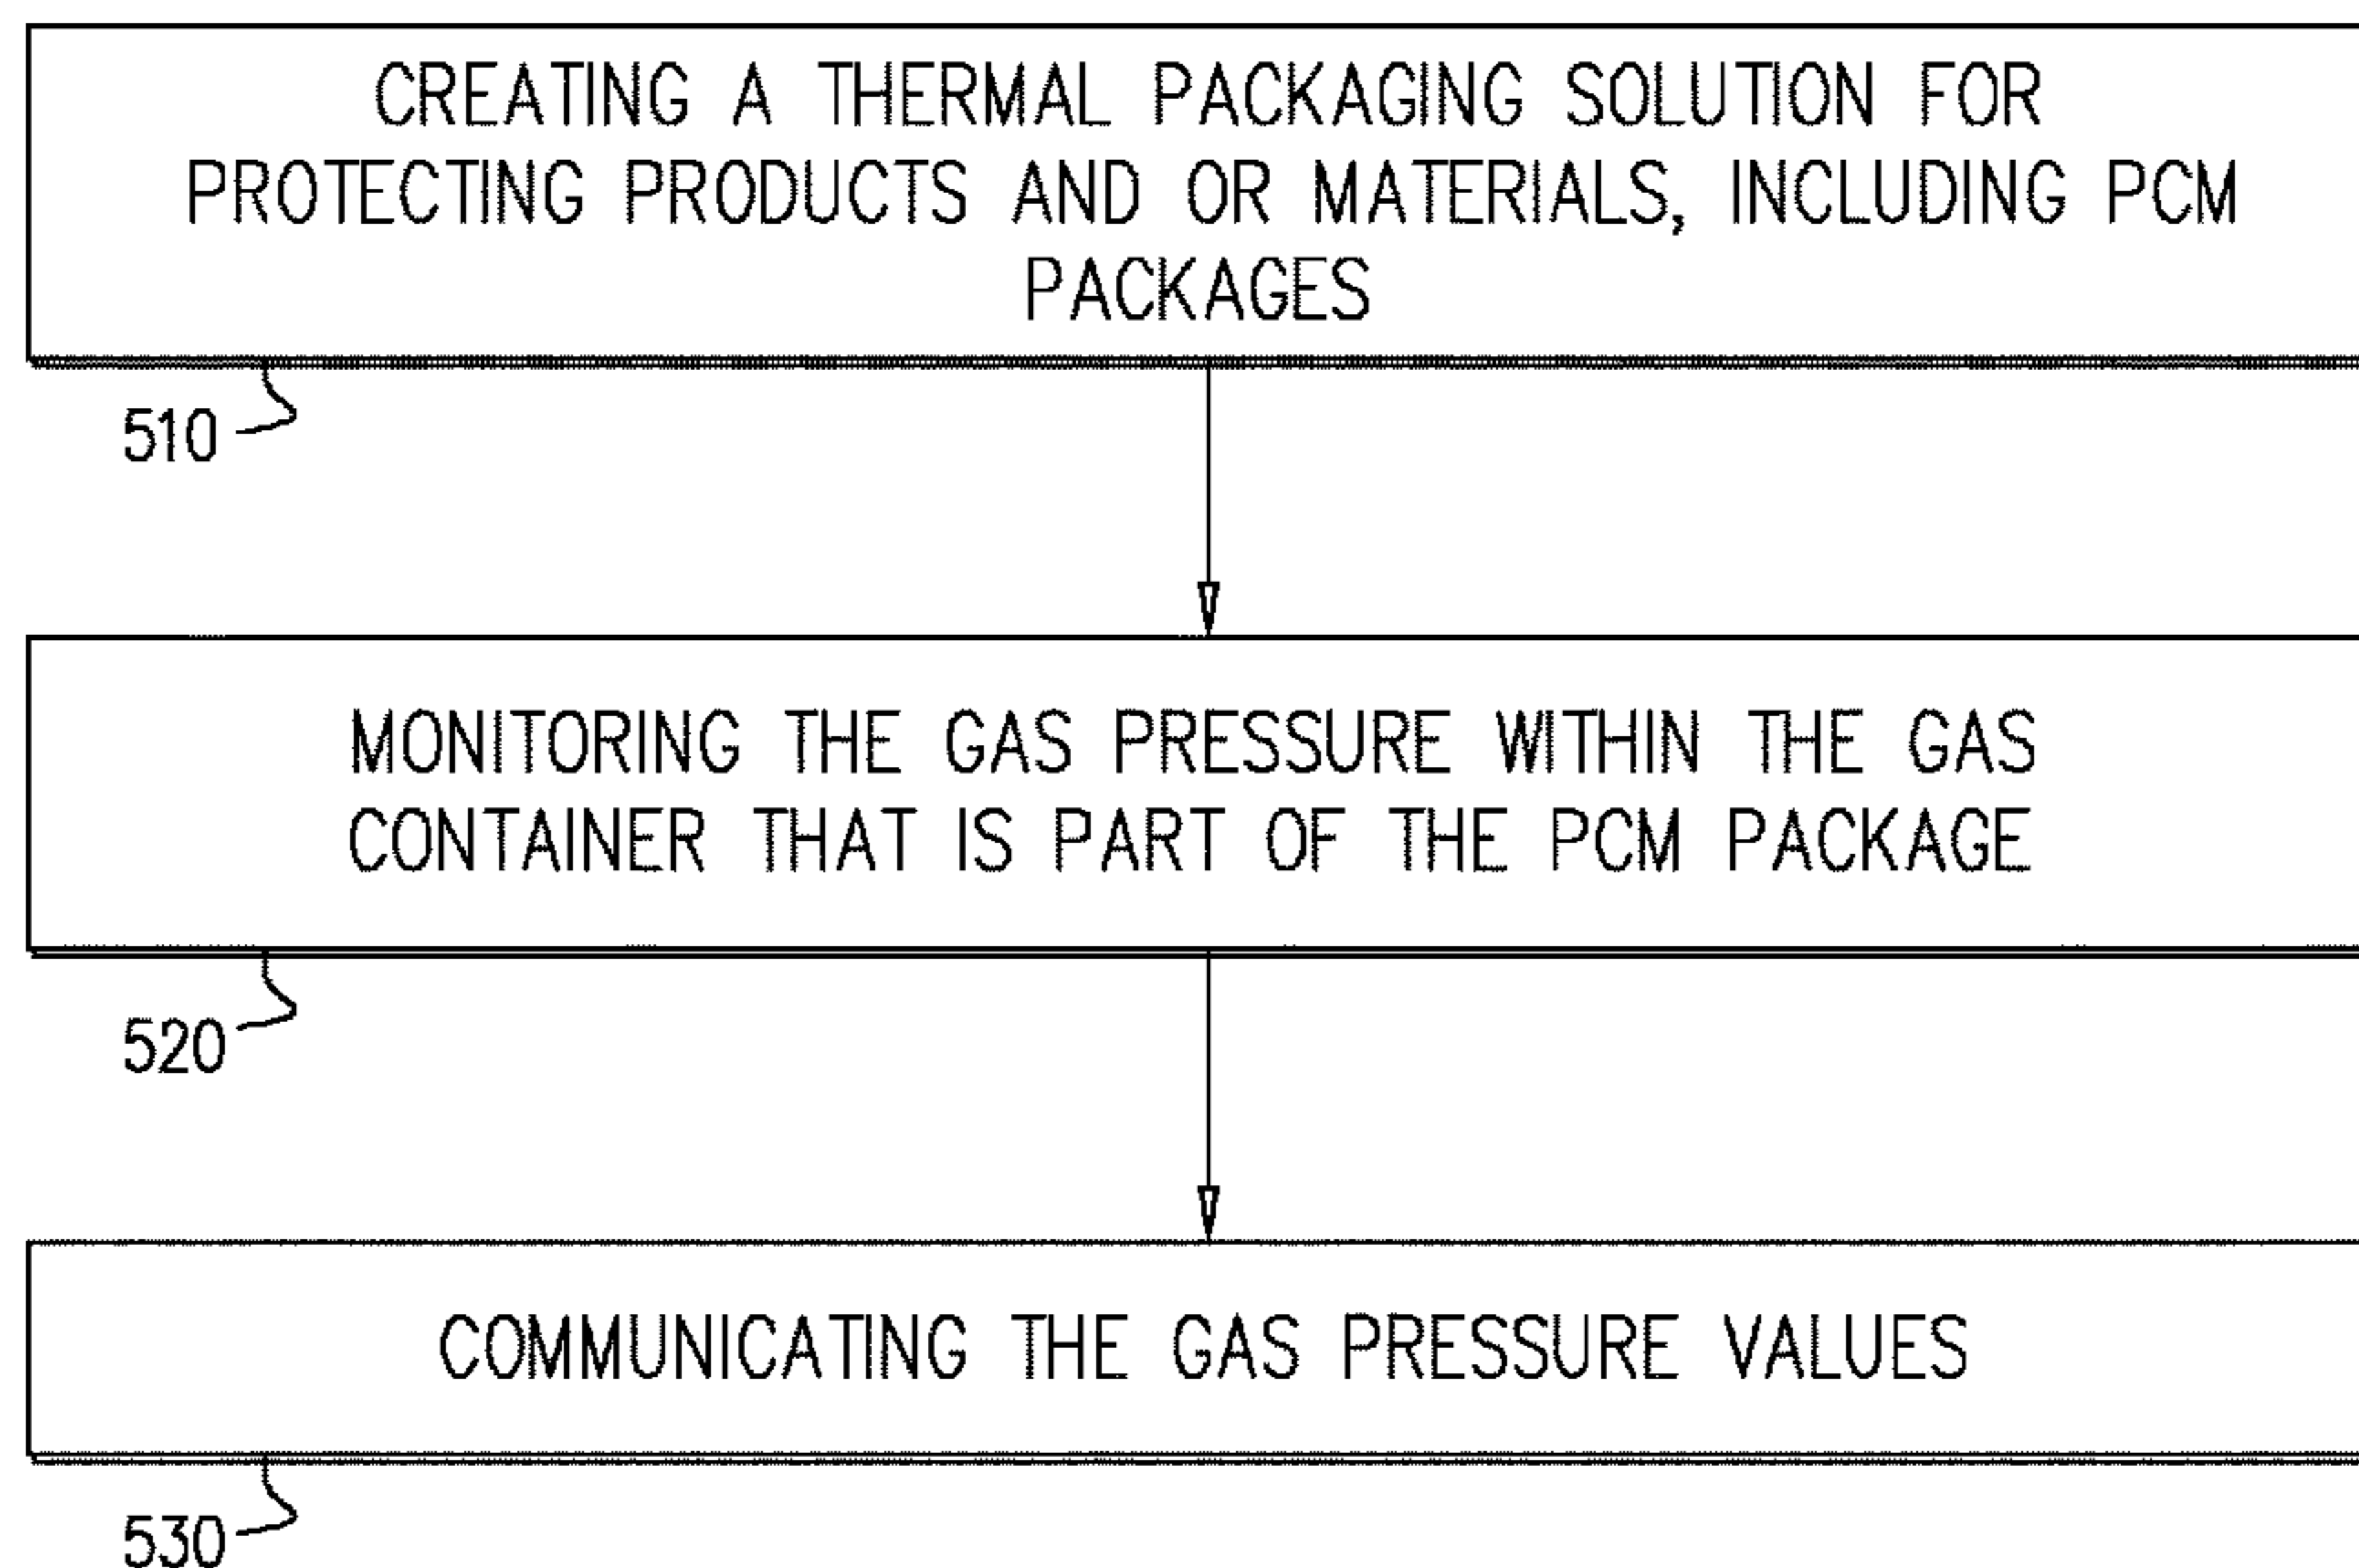 CREATING A THERMAL PACKAGING SOLUTION FOR
PROTECTING PRODUCTS AND OR MATERIALS, INCLUDING PCM
PACKAGES
510
MONITORING THE GAS PRESSURE WITHIN THE GAS
CONTAINER THAT IS PART OF THE PCM PACKAGE
520
COMMUNICATING THE GAS PRESSURE VALUES
530